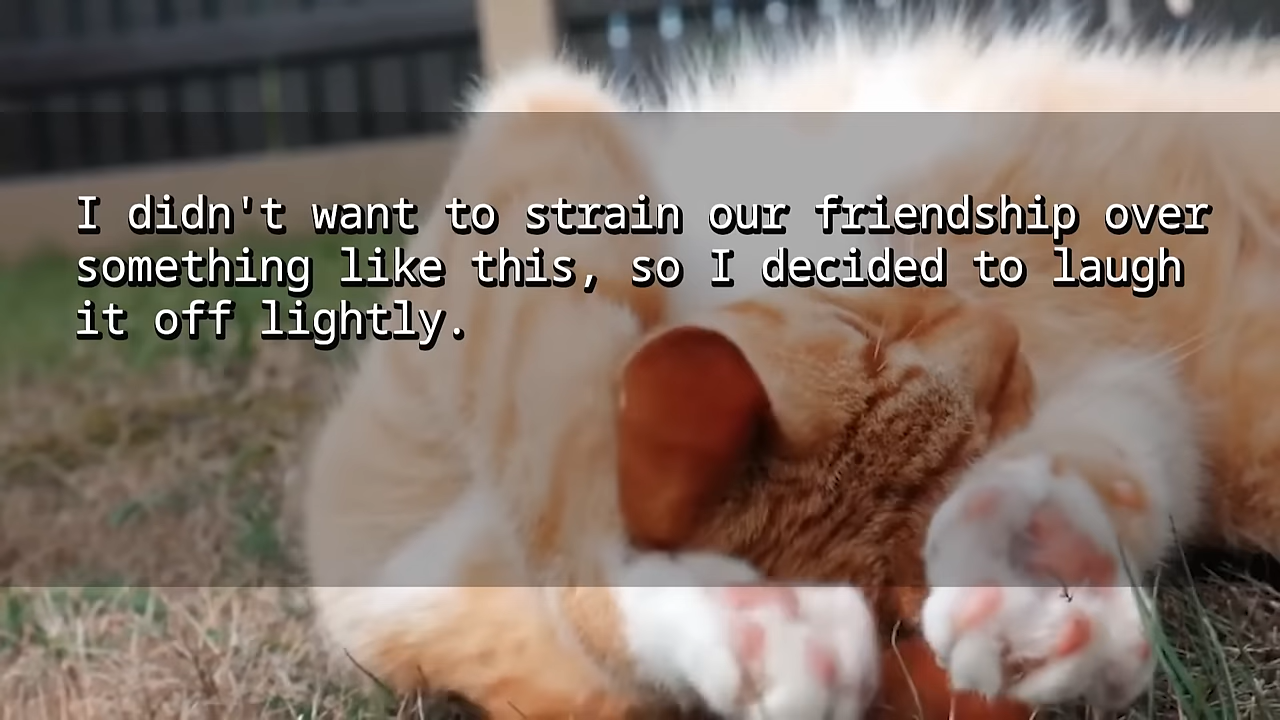 I didn't want to strain our friendship over
something like this, so I decided to laugh
it off lightly.